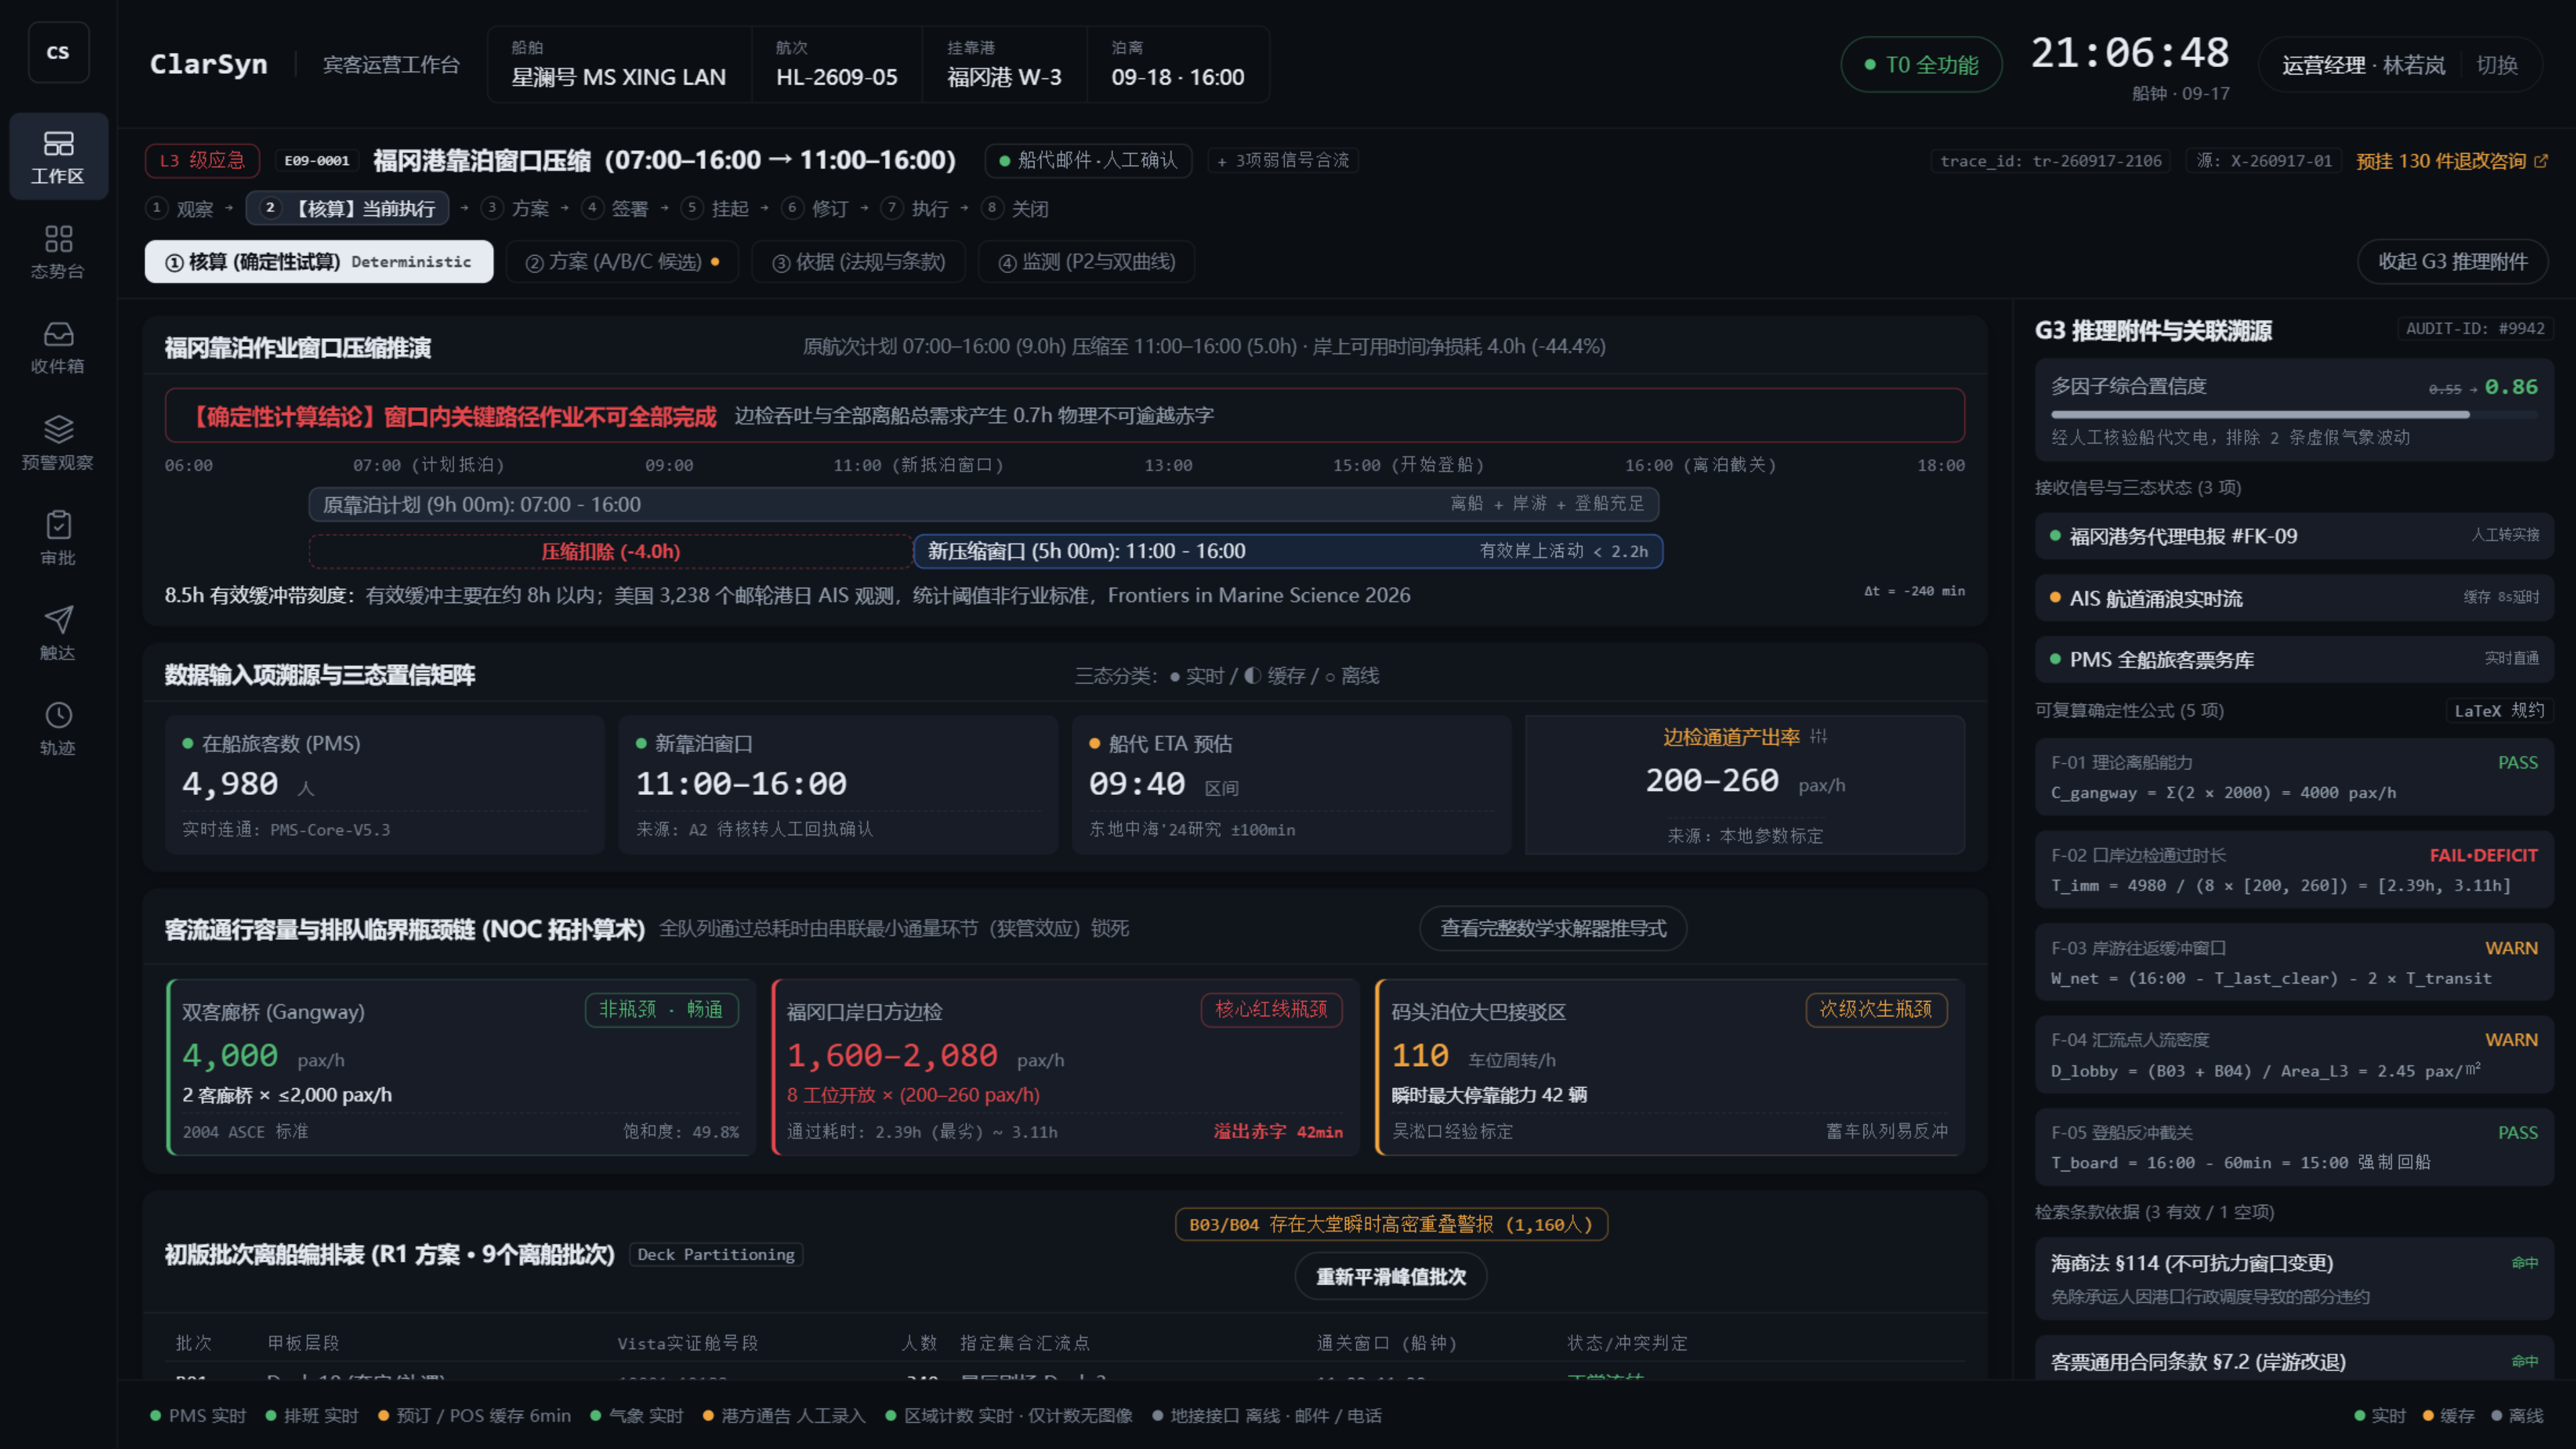 CS
ClarSyn
宾客运营工作台
船舶
星澜号 MS XING LAN
航次
HL-2609-05
挂靠港
福冈港 W-3
泊离
09-18 · 16:00
T0 全功能
21:06:48
船钟 · 09-17
运营经理 · 林若岚
切换
工作区
态势台
收件箱
预警观察
审批
触达
轨迹
L3 级应急
E09-0001
福冈港靠泊窗口压缩 (07:00–16:00 → 11:00–16:00)
船代邮件 · 人工确认
+ 3项弱信号合流
trace_id: tr-260917-2106
源: X-260917-01
预挂 130 件退改咨询
1 观察 → 2 【核算】当前执行 → 3 方案 → 4 签署 → 5 挂起 → 6 修订 → 7 执行 → 8 关闭
① 核算 (确定性试算) Deterministic
② 方案 (A/B/C 候选)
③ 依据 (法规与条款)
④ 监测 (P2与双曲线)
收起 G3 推理附件
福冈靠泊作业窗口压缩推演
原航次计划 07:00–16:00 (9.0h) 压缩至 11:00–16:00 (5.0h) · 岸上可用时间净损耗 4.0h (-44.4%)
【确定性计算结论】窗口内关键路径作业不可全部完成 边检吞吐与全部离船总需求产生 0.7h 物理不可逾越赤字
06:00 07:00 (计划抵泊) 09:00 11:00 (新抵泊窗口) 13:00 15:00 (开始登船) 16:00 (离泊截关) 18:00
原靠泊计划 (9h 00m): 07:00 - 16:00 离船 + 岸游 + 登船充足
压缩扣除 (-4.0h) 新压缩窗口 (5h 00m): 11:00 - 16:00 有效岸上活动 < 2.2h
8.5h 有效缓冲带刻度：有效缓冲主要在约 8h 以内；美国 3,238 个邮轮港日 AIS 观测，统计阈值非行业标准，Frontiers in Marine Science 2026 Δt = -240 min
数据输入项溯源与三态置信矩阵
三态分类：● 实时 / ◐ 缓存 / ○ 离线
在船旅客数 (PMS)
4,980 人
实时连通: PMS-Core-V5.3
新靠泊窗口
11:00–16:00
来源: A2 待核转人工回执确认
船代 ETA 预估
09:40 区间
东地中海'24研究 ±100min
边检通道产出率
200–260 pax/h
来源：本地参数标定
客流通行容量与排队临界瓶颈链 (NOC 拓扑算术) 全队列通过总耗时由串联最小通量环节（狭管效应）锁死
查看完整数学求解器推导式
双客廊桥 (Gangway) 非瓶颈 · 畅通
4,000 pax/h
2 客廊桥 × ≤2,000 pax/h
2004 ASCE 标准 饱和度: 49.8%
福冈口岸日方边检 核心红线瓶颈
1,600–2,080 pax/h
8 工位开放 × (200–260 pax/h)
通过耗时: 2.39h (最劣) ~ 3.11h 溢出赤字 42min
码头泊位大巴接驳区 次级次生瓶颈
110 车位周转/h
瞬时最大停靠能力 42 辆
吴淞口经验标定 蓄车队列易反冲
初版批次离船编排表 (R1 方案 • 9个离船批次) Deck Partitioning
B03/B04 存在大堂瞬时高密重叠警报 (1,160人)
重新平滑峰值批次
批次 甲板层段 Vista实证舱号段 人数 指定集合汇流点 通关窗口 (船钟) 状态/冲突判定
G3 推理附件与关联溯源
AUDIT-ID: #9942
多因子综合置信度 0.55 → 0.86
经人工核验船代文电，排除 2 条虚假气象波动
接收信号与三态状态 (3 项)
福冈港务代理电报 #FK-09 人工转实接
AIS 航道涌浪实时流 缓存 8s延时
PMS 全船旅客票务库 实时直通
可复算确定性公式 (5 项) LaTeX 规约
F-01 理论离船能力 PASS
C_gangway = Σ(2 × 2000) = 4000 pax/h
F-02 口岸边检通过时长 FAIL•DEFICIT
T_imm = 4980 / (8 × [200, 260]) = [2.39h, 3.11h]
F-03 岸游往返缓冲窗口 WARN
W_net = (16:00 - T_last_clear) - 2 × T_transit
F-04 汇流点人流密度 WARN
D_lobby = (B03 + B04) / Area_L3 = 2.45 pax/㎡
F-05 登船反冲截关 PASS
T_board = 16:00 - 60min = 15:00 强制回船
检索条款依据 (3 有效 / 1 空项)
海商法 §114 (不可抗力窗口变更) 命中
免除承运人因港口行政调度导致的部分违约
客票通用合同条款 §7.2 (岸游改退) 命中
PMS 实时 排班 实时 预订 / POS 缓存 6min 气象 实时 港方通告 人工录入 区域计数 实时 · 仅计数无图像 地接接口 离线 · 邮件 / 电话
实时 缓存 离线